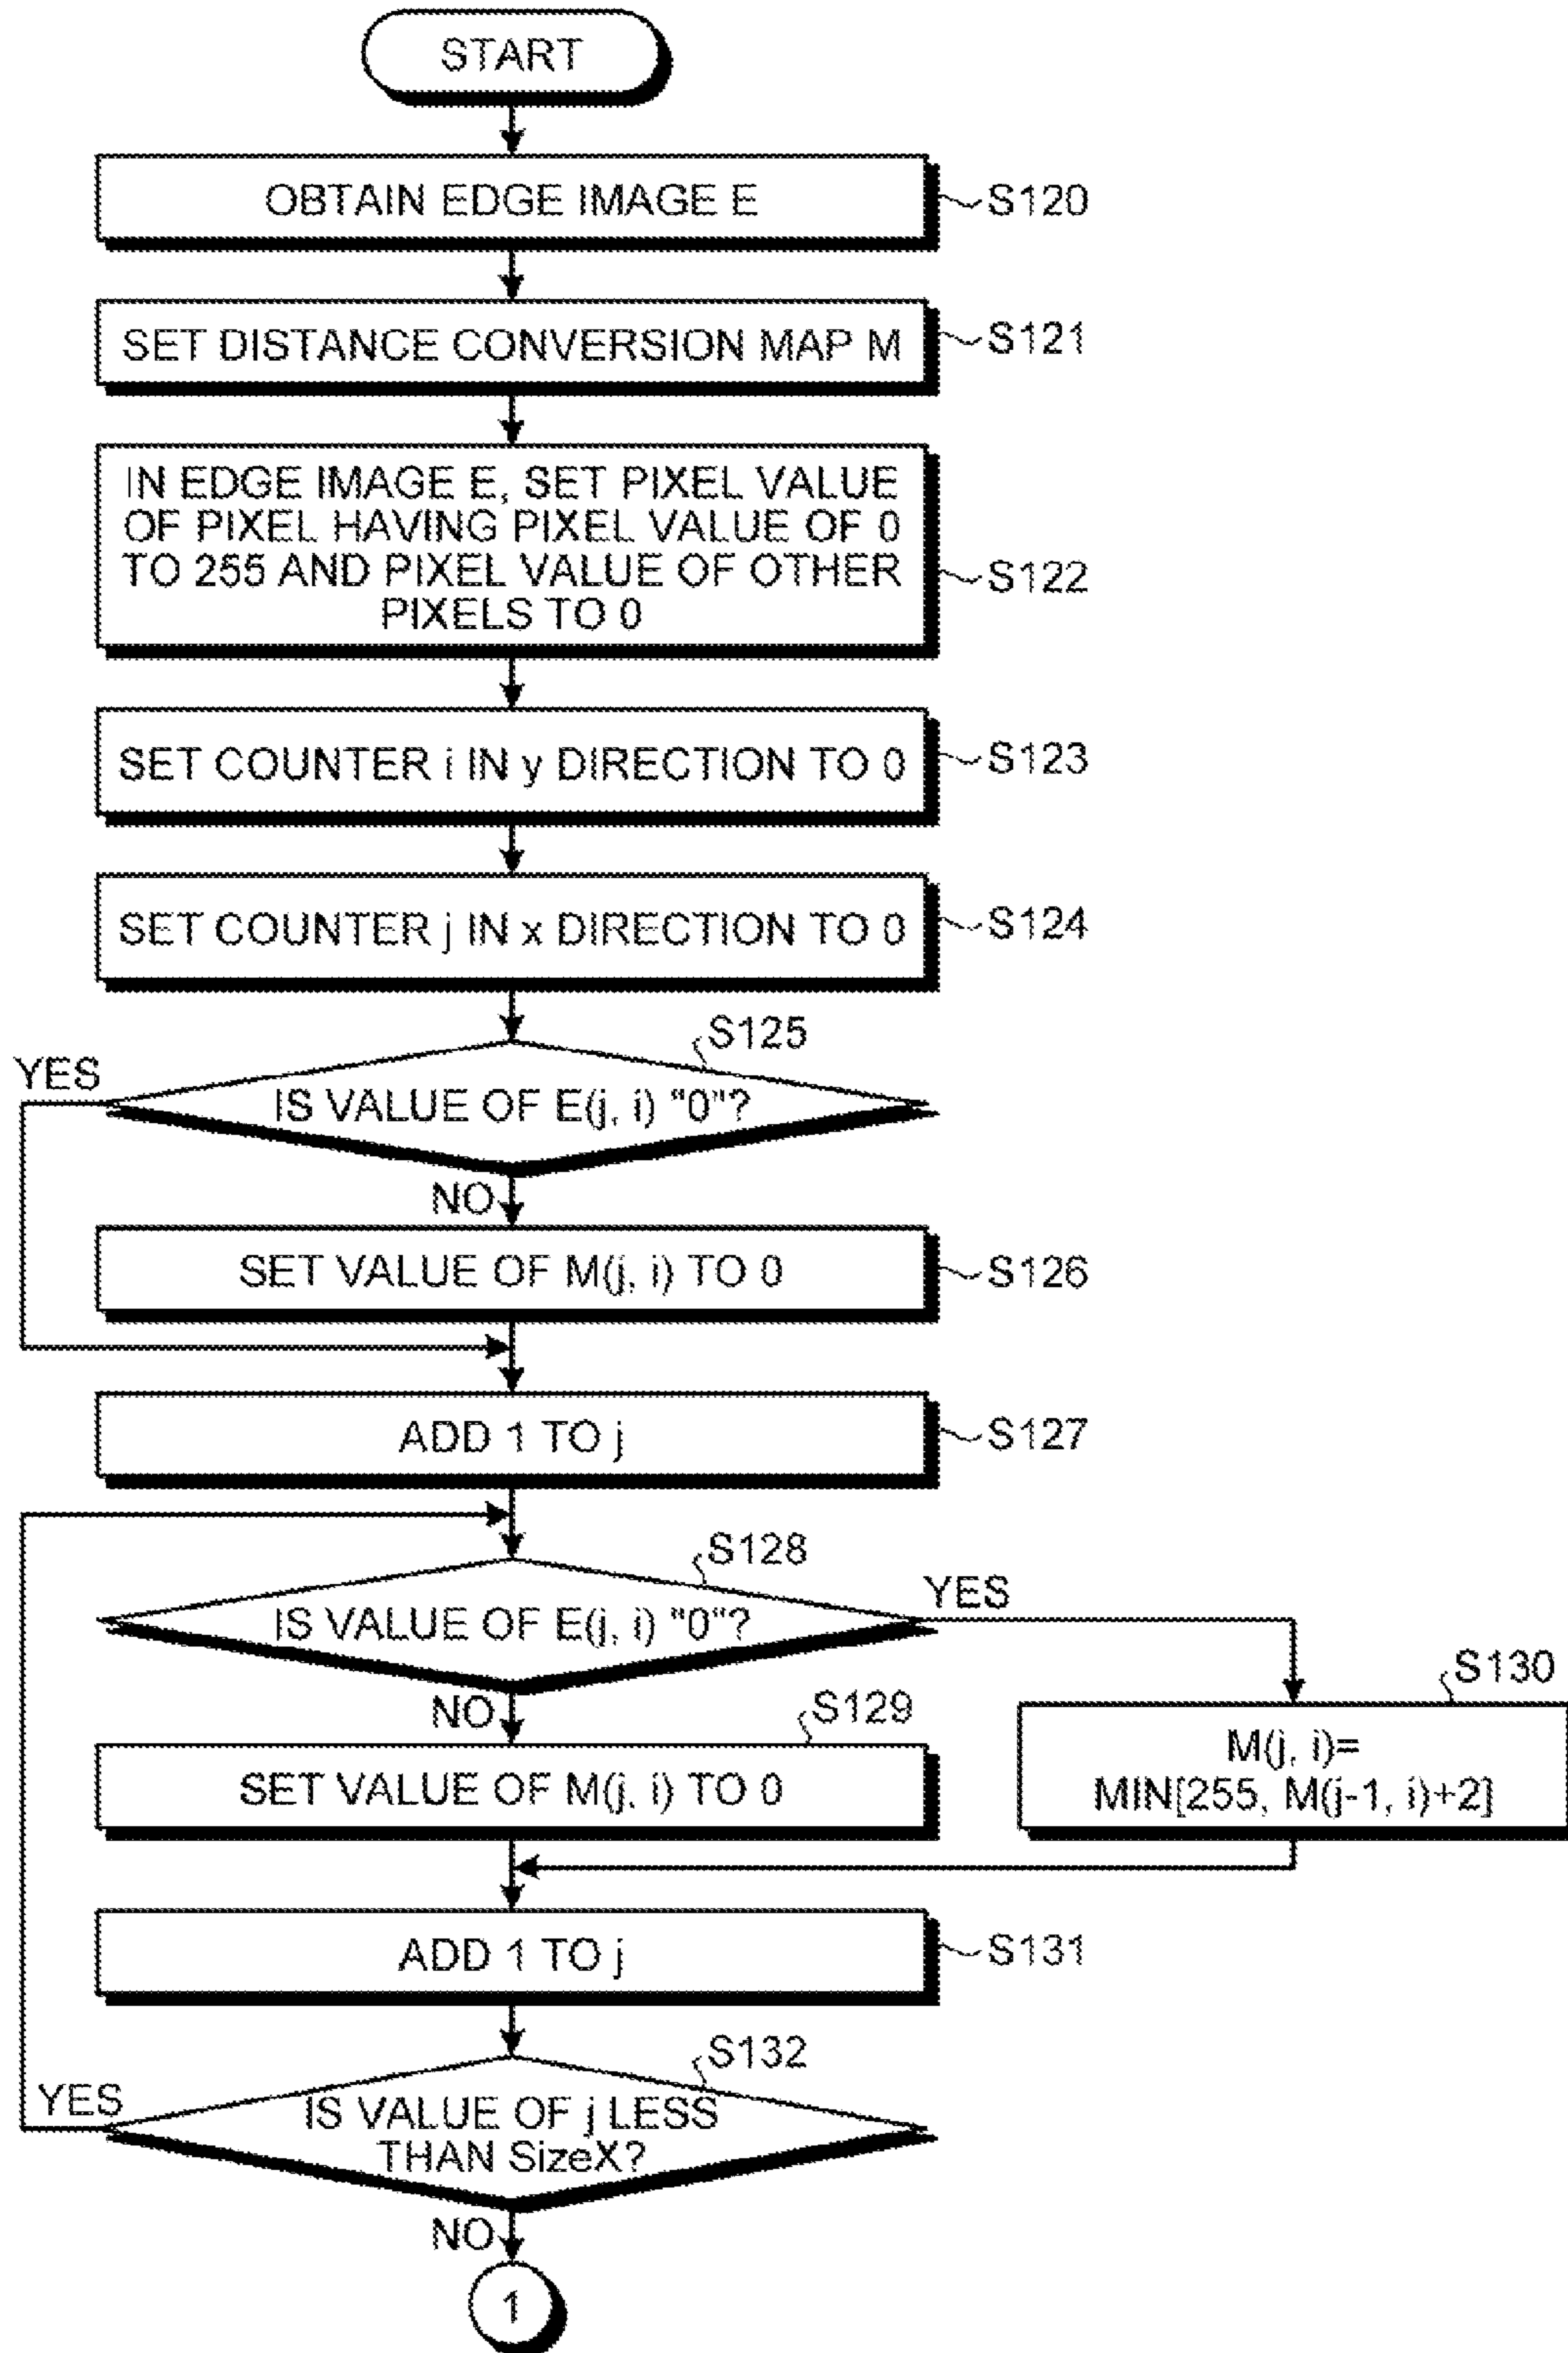 START
OBTAIN EDGE IMAGE E
S120
SET DISTANCE CONVERSION MAP M
S121
IN EDGE IMAGE E, SET PIXEL VALUE
OF PIXEL HAVING PIXEL VALUE OF 0
TO 255 AND PIXEL VALUE OF OTHER
PIXELS TO 0
S122
SET COUNTER i IN y DIRECTION TO 0
S123
SET COUNTER j IN x DIRECTION TO 0
S124
S125
YES
IS VALUE OF E(j, i) "0"?
NO
SET VALUE OF M(j, i) TO 0
S126
ADD 1 TO j
S127
S128
YES
IS VALUE OF E(j, i) "0"?
NO
S129
SET VALUE OF M(j, i) TO 0
S130
M(j, i)=
MIN[255, M(j-1, i)+2]
ADD 1 TO j
S131
S132
YES
IS VALUE OF j LESS
THAN SizeX?
NO
1